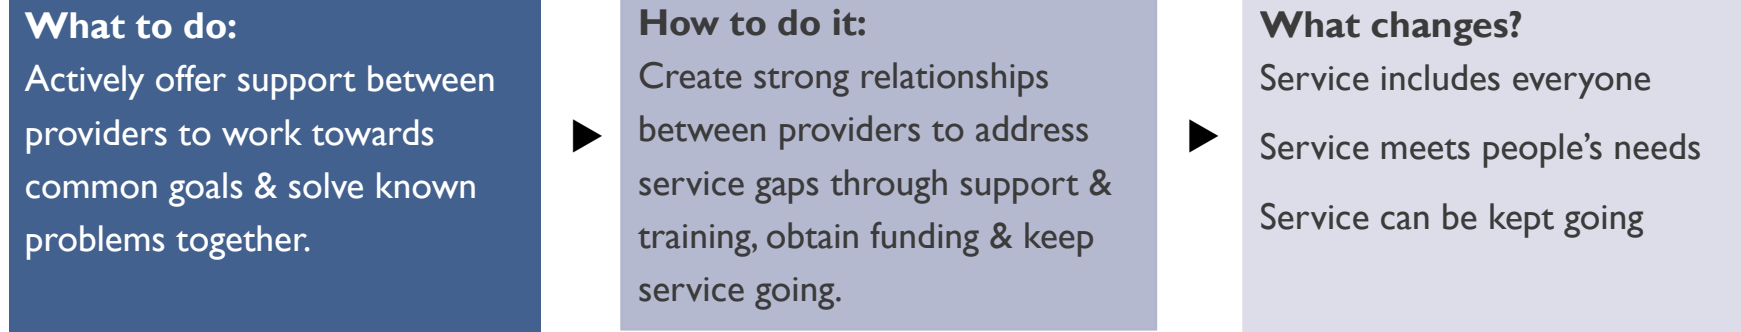 What to do:
Actively offer support between
providers to work towards
common goals & solve known
problems together.
How to do it:
Create strong relationships
between providers to address
service gaps through support &
training, obtain funding & keep
service going.
What changes?
Service includes everyone
Service meets people’s needs
Service can be kept going